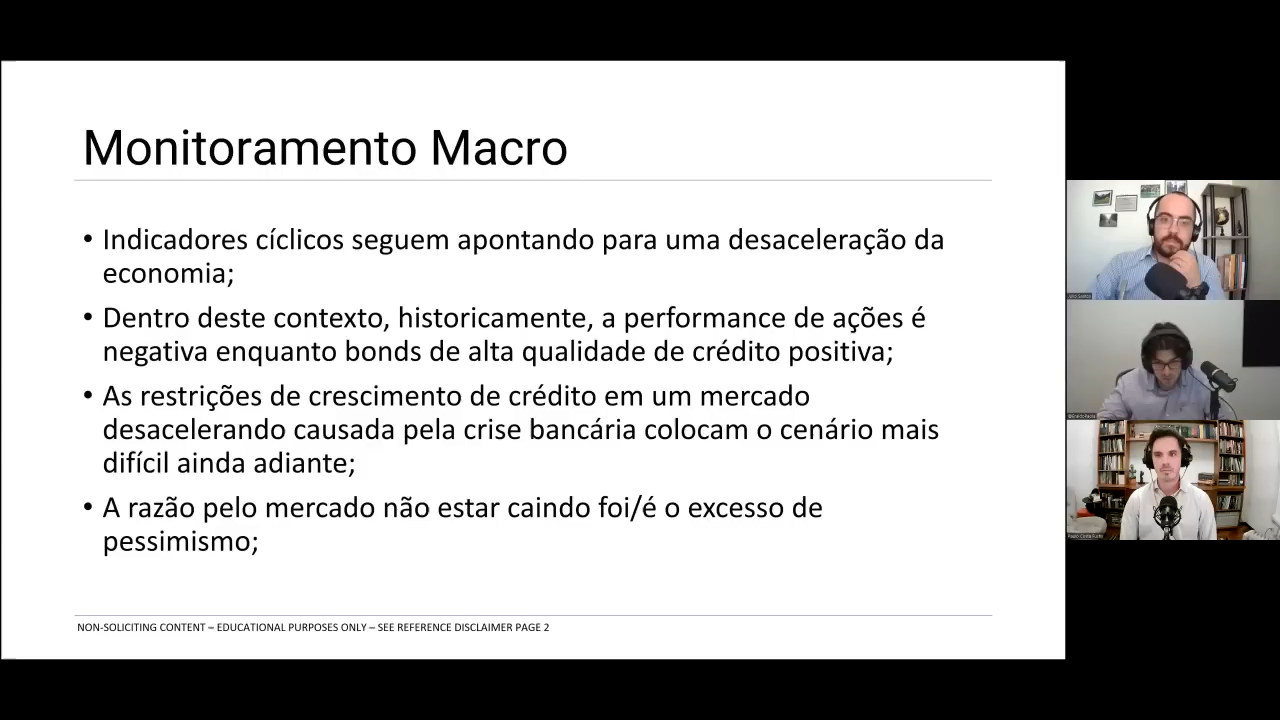 Monitoramento Macro
• Indicadores cíclicos seguem apontando para uma desaceleração da
economia;
• Dentro deste contexto, historicamente, a performance de ações é
negativa enquanto bonds de alta qualidade de crédito positiva;
• As restrições de crescimento de crédito em um mercado
desacelerando causada pela crise bancária colocam o cenário mais
difícil ainda adiante;
• A razão pelo mercado não estar caindo foi/é o excesso de
pessimismo;
NON-SOLICITING CONTENT – EDUCATIONAL PURPOSES ONLY – SEE REFERENCE DISCLAIMER PAGE 2